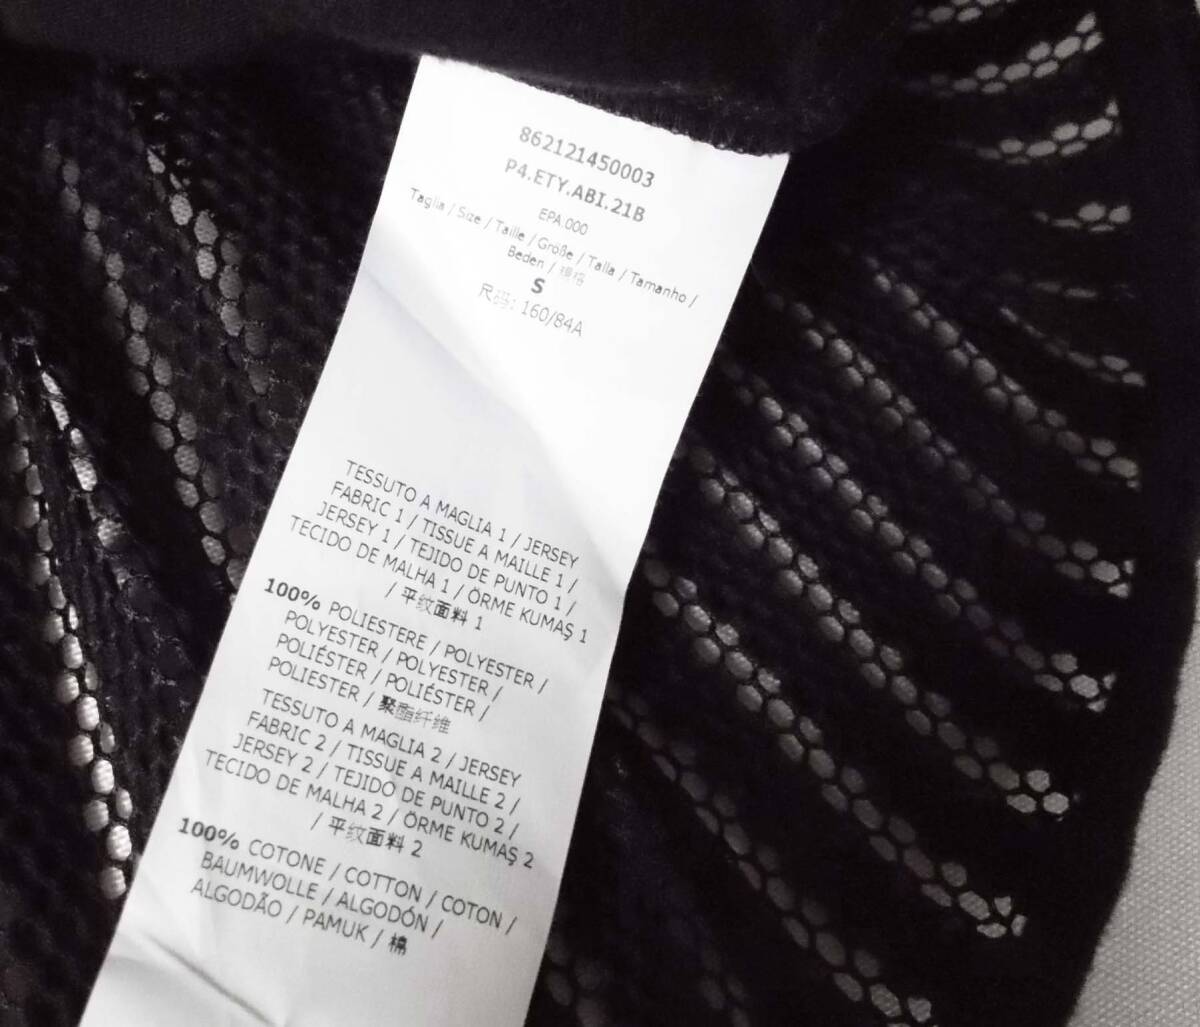 862121450003
P4.ETY.ABI.21B
EPA.000
Taglia / Size / Taille / Größe / Talla / Tamanho /
Beden / 规格
S
尺码: 160/84A
TESSUTO A MAGLIA 1 / JERSEY
FABRIC 1 / TISSUE A MAILLE 1 /
JERSEY 1 / TEJIDO DE PUNTO 1 /
TECIDO DE MALHA 1 / ÖRME KUMAŞ 1
/ 平纹面料 1
100% POLIESTERE / POLYESTER /
POLYESTER / POLYESTER /
POLIÉSTER / POLIÉSTER /
POLIESTER / 聚酯纤维
TESSUTO A MAGLIA 2 / JERSEY
FABRIC 2 / TISSUE A MAILLE 2 /
JERSEY 2 / TEJIDO DE PUNTO 2 /
TECIDO DE MALHA 2 / ÖRME KUMAŞ 2
/ 平纹面料 2
100% COTONE / COTTON / COTON /
BAUMWOLLE / ALGODÓN /
ALGODÃO / PAMUK / 棉